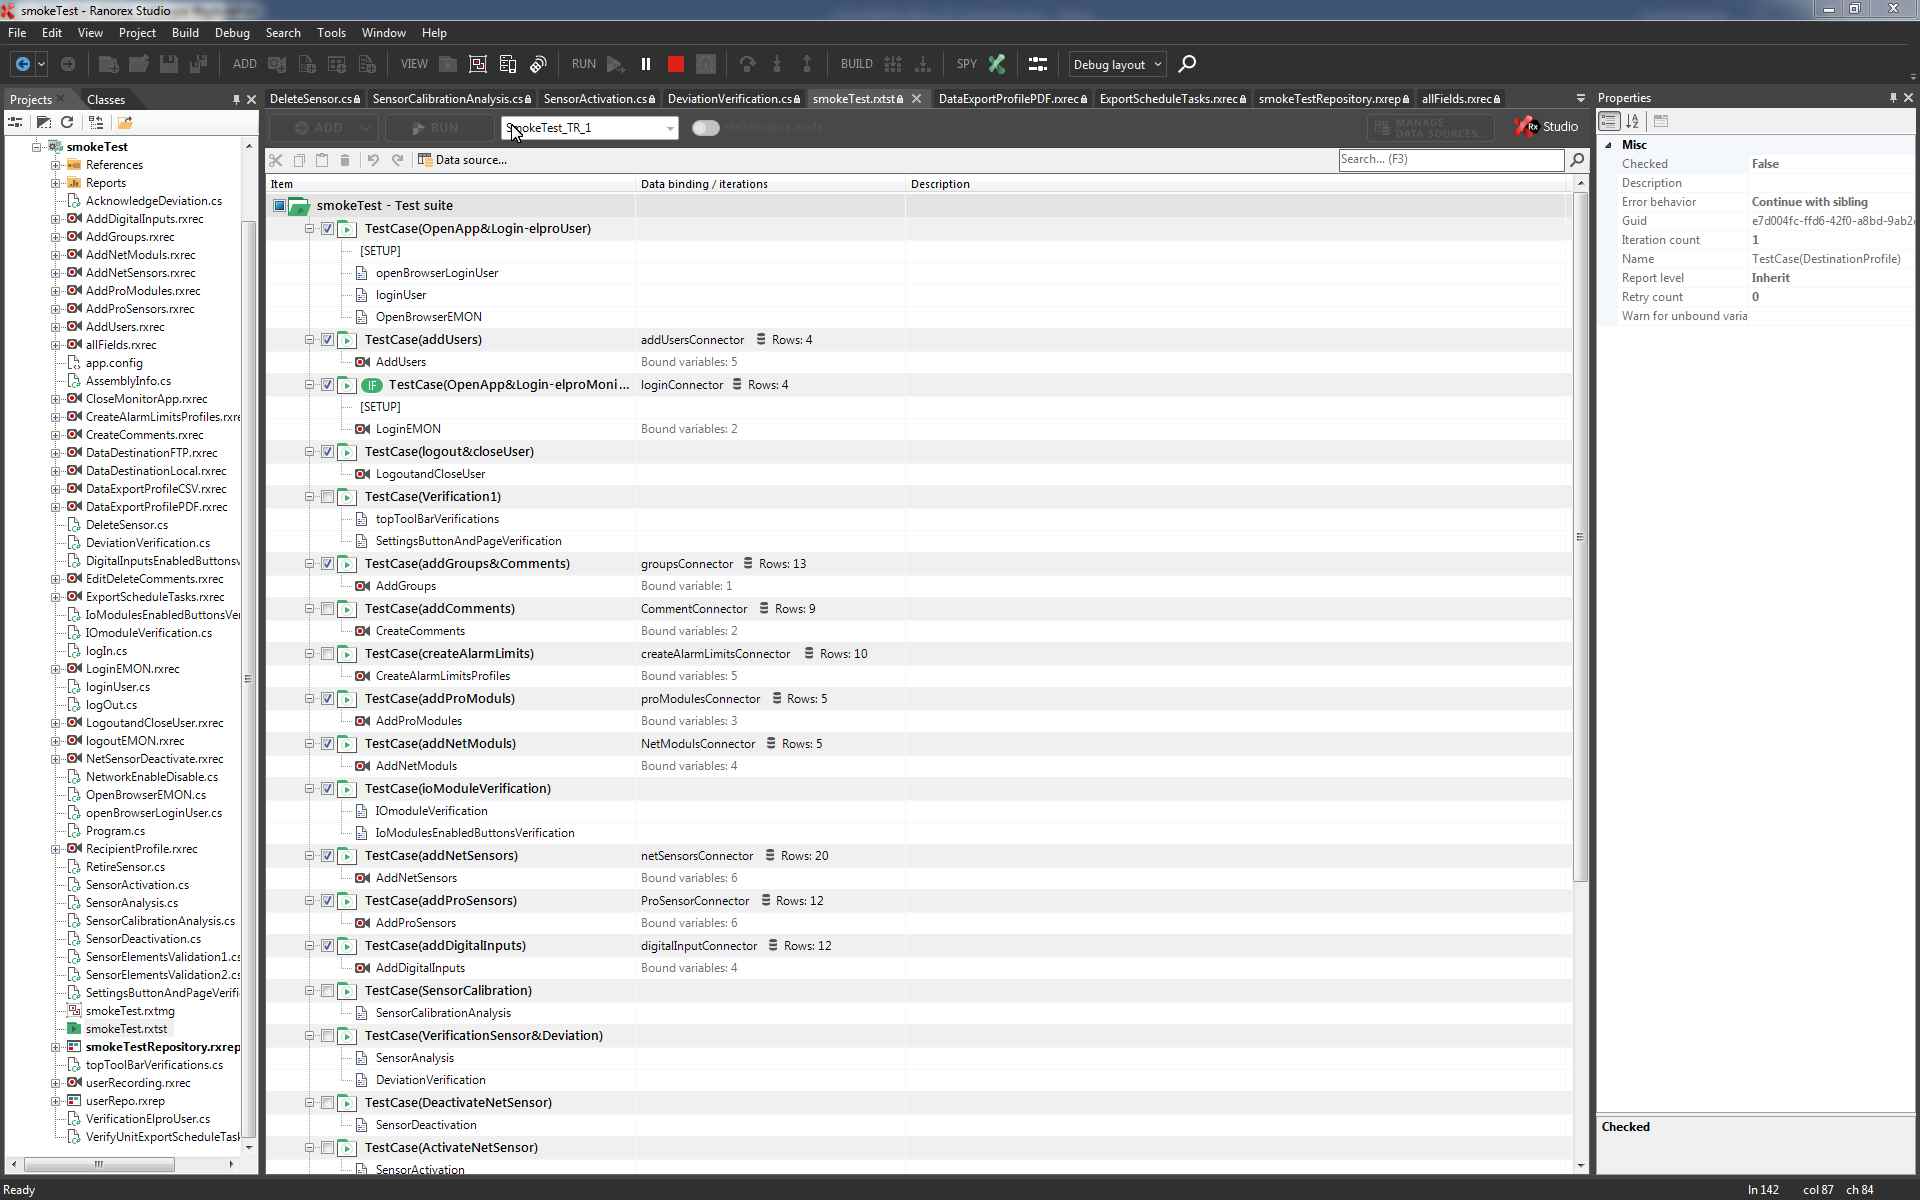 smokeTest - Ranorex Studio
File Edit View Project Build Debug Search Tools Window Help
ADD VIEW RUN BUILD SPY Debug layout
Projects Classes
DeleteSensor.cs SensorCalibrationAnalysis.cs SensorActivation.cs DeviationVerification.cs smokeTest.rxtst DataExportProfilePDF.rxrec ExportScheduleTasks.rxrec smokeTestRepository.rxrep allFields.rxrec
ADD RUN SmokeTest_TR_1 MANAGE DATA SOURCES... Rx Studio
Data source... Search... (F3)
smokeTest
References
Reports
AcknowledgeDeviation.cs
AddDigitalInputs.rxrec
AddGroups.rxrec
AddNetModuls.rxrec
AddNetSensors.rxrec
AddProModules.rxrec
AddProSensors.rxrec
AddUsers.rxrec
allFields.rxrec
app.config
AssemblyInfo.cs
CloseMonitorApp.rxrec
CreateAlarmLimitsProfiles.rxre
CreateComments.rxrec
DataDestinationFTP.rxrec
DataDestinationLocal.rxrec
DataExportProfileCSV.rxrec
DataExportProfilePDF.rxrec
DeleteSensor.cs
DeviationVerification.cs
DigitalInputsEnabledButtonsv
EditDeleteComments.rxrec
ExportScheduleTasks.rxrec
IoModulesEnabledButtonsVei
IOmoduleVerification.cs
logIn.cs
LoginEMON.rxrec
loginUser.cs
logOut.cs
LogoutandCloseUser.rxrec
logoutEMON.rxrec
NetSensorDeactivate.rxrec
NetworkEnableDisable.cs
OpenBrowserEMON.cs
openBrowserLoginUser.cs
Program.cs
RecipientProfile.rxrec
RetireSensor.cs
SensorActivation.cs
SensorAnalysis.cs
SensorCalibrationAnalysis.cs
SensorDeactivation.cs
SensorElementsValidation1.cs
SensorElementsValidation2.cs
SettingsButtonAndPageVerifi
smokeTest.rxtmg
smokeTest.rxtst
smokeTestRepository.rxrep
topToolBarVerifications.cs
userRecording.rxrec
userRepo.rxrep
VerificationElproUser.cs
VerifyUnitExportScheduleTask
Item Data binding / iterations Description
smokeTest - Test suite
TestCase(OpenApp&Login-elproUser)
[SETUP]
openBrowserLoginUser
loginUser
OpenBrowserEMON
TestCase(addUsers) addUsersConnector Rows: 4
AddUsers Bound variables: 5
IF TestCase(OpenApp&Login-elproMoni... loginConnector Rows: 4
[SETUP]
LoginEMON Bound variables: 2
TestCase(logout&closeUser)
LogoutandCloseUser
TestCase(Verification1)
topToolBarVerifications
SettingsButtonAndPageVerification
TestCase(addGroups&Comments) groupsConnector Rows: 13
AddGroups Bound variable: 1
TestCase(addComments) CommentConnector Rows: 9
CreateComments Bound variables: 2
TestCase(createAlarmLimits) createAlarmLimitsConnector Rows: 10
CreateAlarmLimitsProfiles Bound variables: 5
TestCase(addProModuls) proModulesConnector Rows: 5
AddProModules Bound variables: 3
TestCase(addNetModuls) NetModulsConnector Rows: 5
AddNetModuls Bound variables: 4
TestCase(ioModuleVerification)
IOmoduleVerification
IoModulesEnabledButtonsVerification
TestCase(addNetSensors) netSensorsConnector Rows: 20
AddNetSensors Bound variables: 6
TestCase(addProSensors) ProSensorConnector Rows: 12
AddProSensors Bound variables: 6
TestCase(addDigitalInputs) digitalInputConnector Rows: 12
AddDigitalInputs Bound variables: 4
TestCase(SensorCalibration)
SensorCalibrationAnalysis
TestCase(VerificationSensor&Deviation)
SensorAnalysis
DeviationVerification
TestCase(DeactivateNetSensor)
SensorDeactivation
TestCase(ActivateNetSensor)
SensorActivation
Properties
Misc
Checked False
Description
Error behavior Continue with sibling
Guid e7d004fc-ffd6-42f0-a8bd-9ab2
Iteration count 1
Name TestCase(DestinationProfile)
Report level Inherit
Retry count 0
Warn for unbound varia
Checked
Ready ln 142 col 87 ch 84